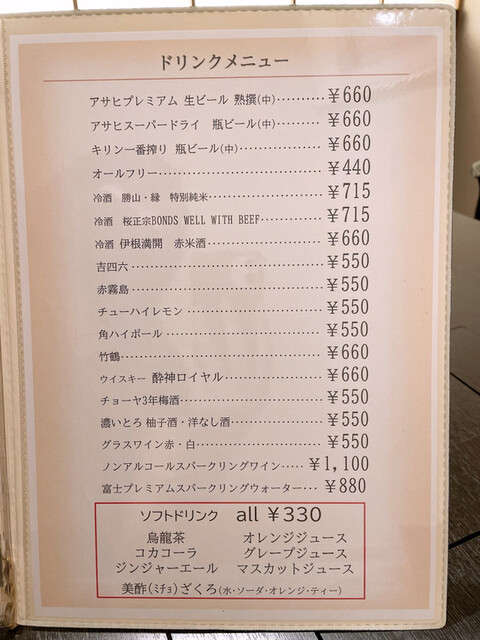 ドリンクメニュー
アサヒプレミアム 生ビール 熟撰(中)‥‥‥‥‥￥660
アサヒスーパードライ 瓶ビール(中)‥‥‥‥‥￥660
キリン一番搾り 瓶ビール(中)‥‥‥‥‥￥660
オールフリー‥‥‥‥‥￥440
冷酒 勝山・縁 特別純米‥‥‥‥‥￥715
冷酒 桜正宗BONDS WELL WITH BEEF‥‥‥‥‥￥715
冷酒 伊根満開 赤米酒‥‥‥‥‥￥660
吉四六‥‥‥‥‥￥550
赤霧島‥‥‥‥‥￥550
チューハイレモン‥‥‥‥‥￥550
角ハイボール‥‥‥‥‥￥550
竹鶴‥‥‥‥‥￥660
ウイスキー 酔神ロイヤル‥‥‥‥‥￥660
チョーヤ3年梅酒‥‥‥‥‥￥550
濃いとろ 柚子酒・洋なし酒‥‥‥‥‥￥550
グラスワイン赤・白‥‥‥‥‥￥550
ノンアルコールスパークリングワイン‥‥￥1,100
富士プレミアムスパークリングウォーター‥‥￥880
ソフトドリンク all ￥330
烏龍茶 オレンジジュース
コカコーラ グレープジュース
ジンジャーエール マスカットジュース
美酢(ﾐﾁｮ)ざくろ(水・ソーダ・オレンジ・ティー)